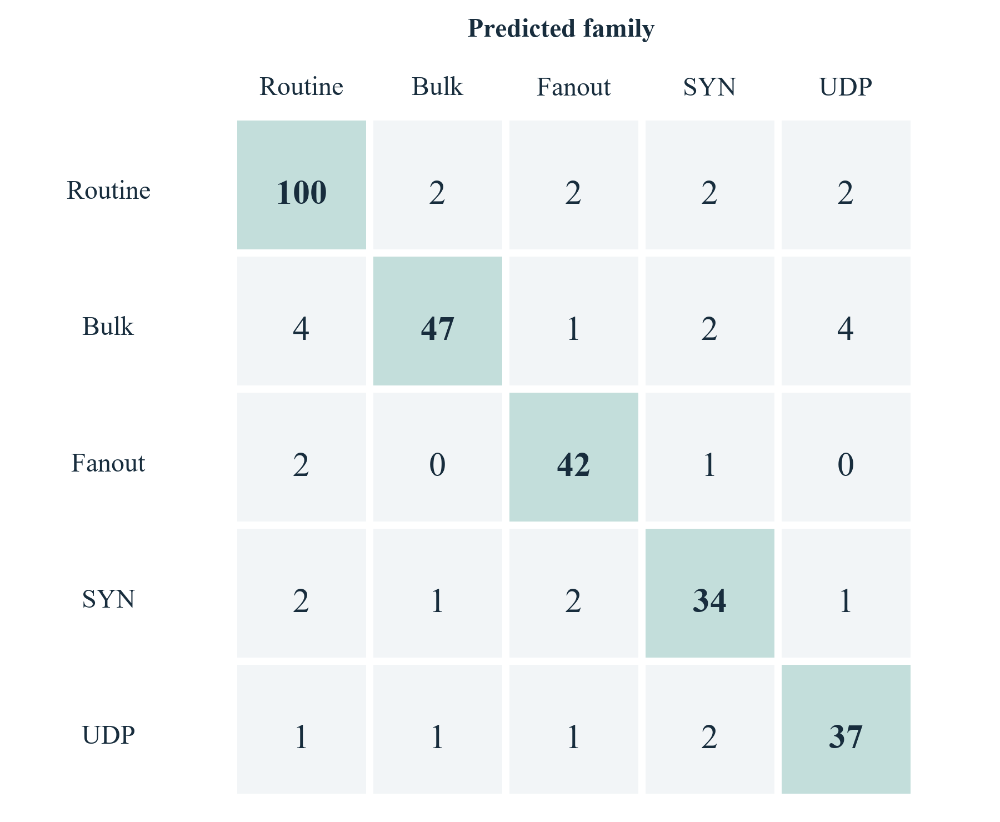 Predicted family
Routine Bulk Fanout SYN UDP
Routine 100 2 2 2 2
Bulk 4 47 1 2 4
Fanout 2 0 42 1 0
SYN 2 1 2 34 1
UDP 1 1 1 2 37